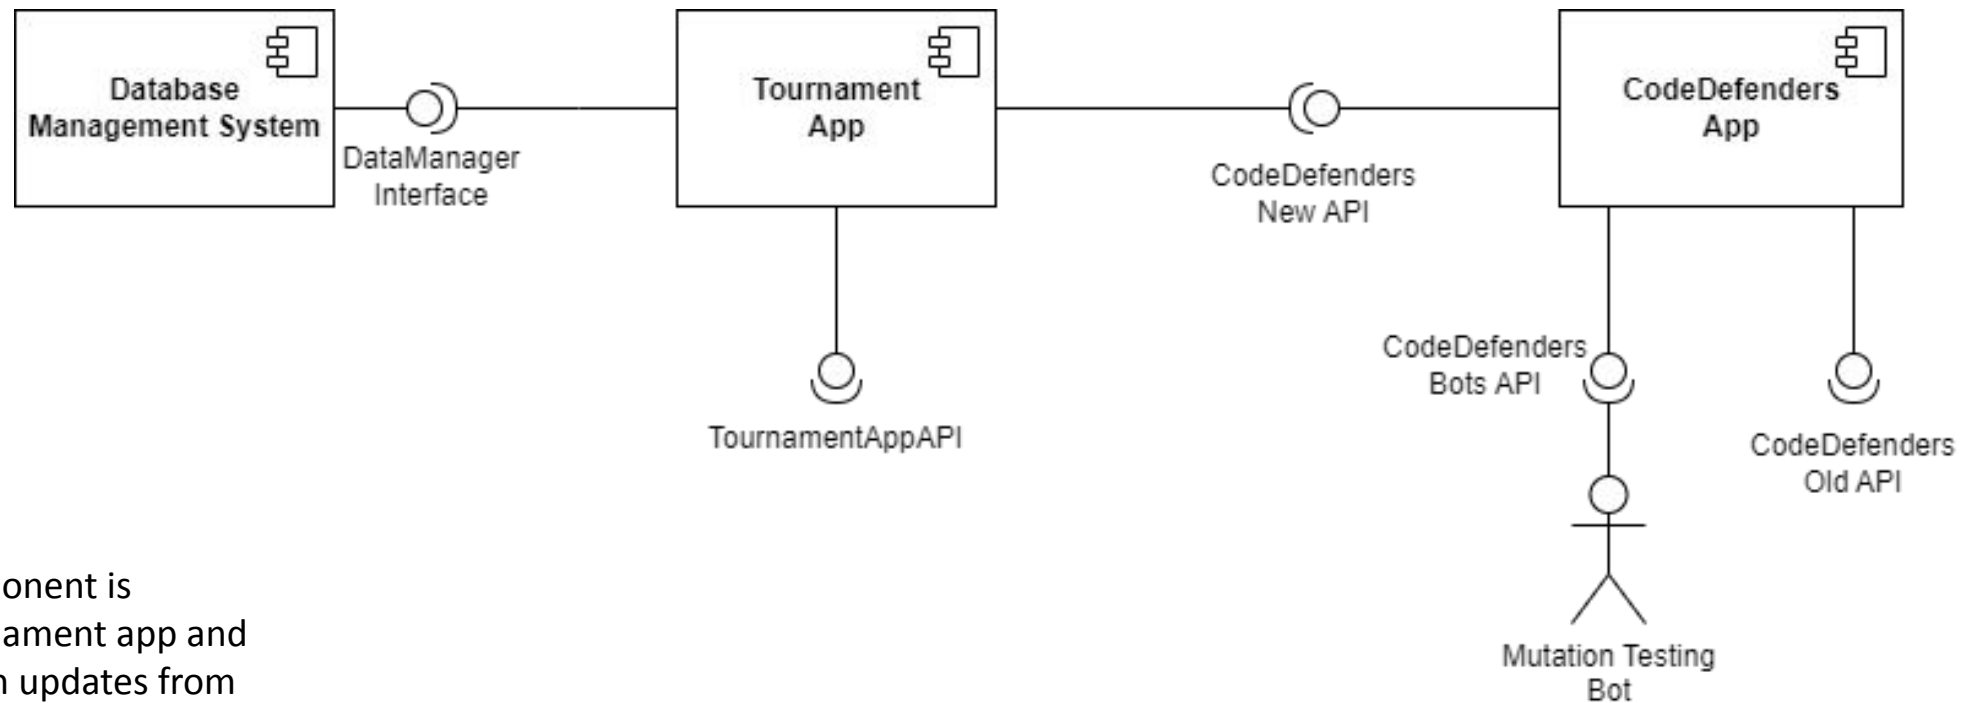 Database
Management System
DataManager
Interface
Tournament
App
CodeDefenders
New API
CodeDefenders
App
TournamentAppAPI
CodeDefenders
Bots API
CodeDefenders
Old API
Mutation Testing
Bot
onent is
ament app and
updates from